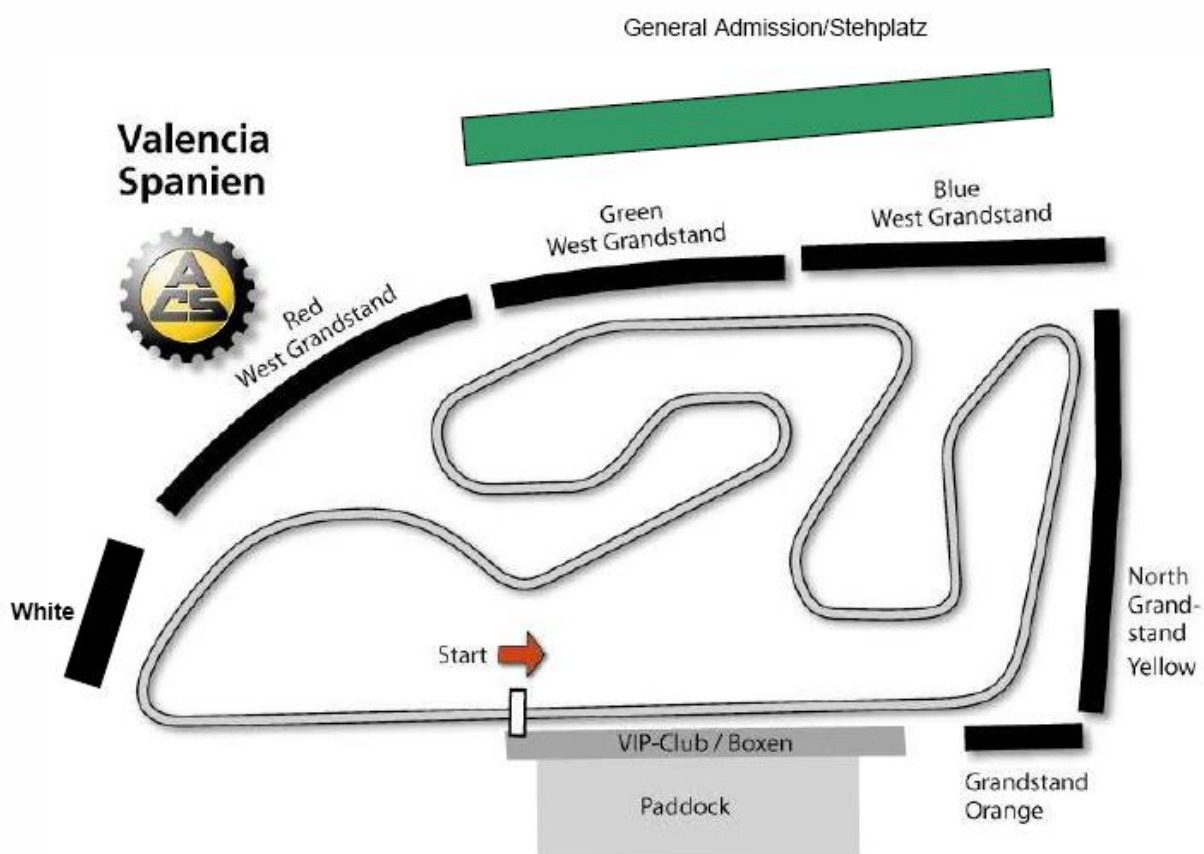 General Admission/Stehplatz
Valencia
Spanien
ACS
Blue
West Grandstand
Green
West Grandstand
Red
West Grandstand
White
North
Grand-
stand
Yellow
Start
VIP-Club / Boxen
Paddock
Grandstand
Orange